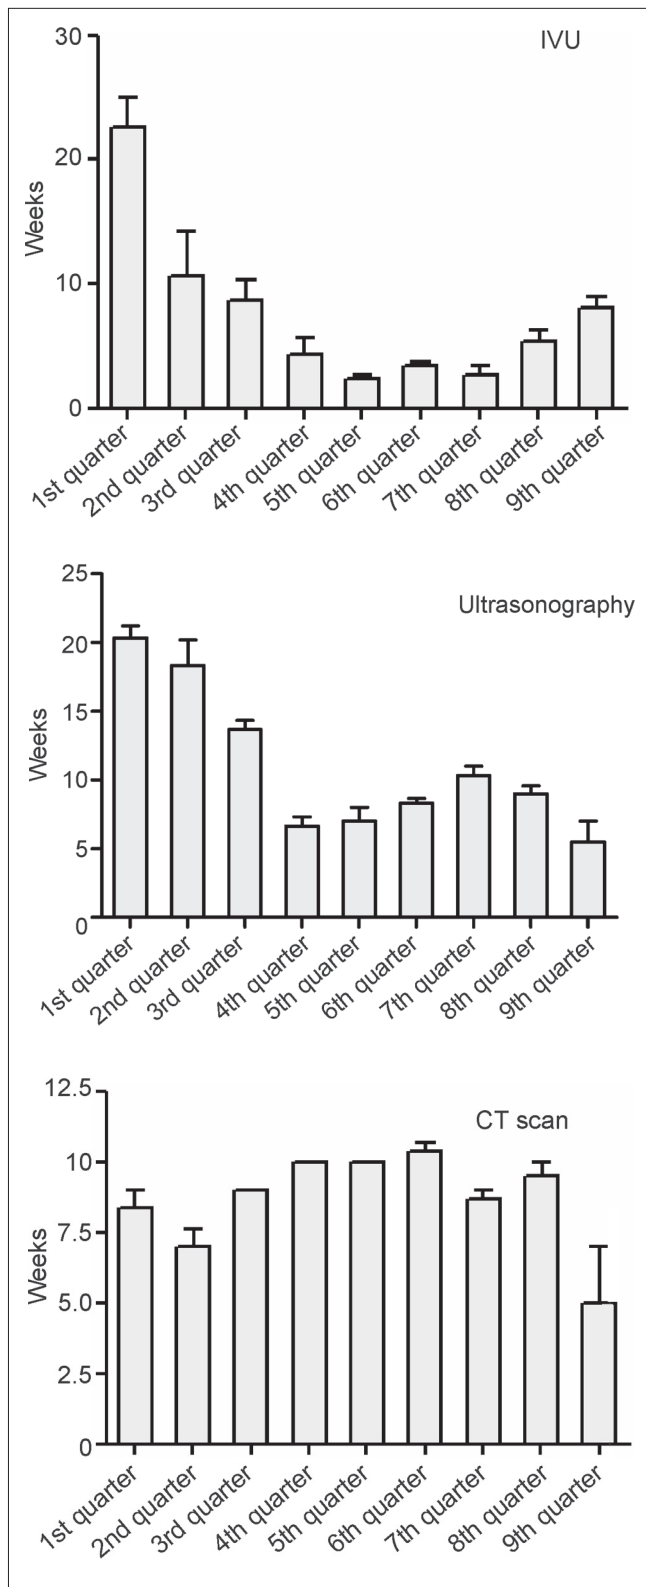 IVU
30
20
10
0
Weeks
1st quarter
2nd quarter
3rd quarter
4th quarter
5th quarter
6th quarter
7th quarter
8th quarter
9th quarter
Ultrasonography
25
20
15
10
5
0
Weeks
1st quarter
2nd quarter
3rd quarter
4th quarter
5th quarter
6th quarter
7th quarter
8th quarter
9th quarter
CT scan
12.5
10
7.5
5.0
2.5
0
Weeks
1st quarter
2nd quarter
3rd quarter
4th quarter
5th quarter
6th quarter
7th quarter
8th quarter
9th quarter